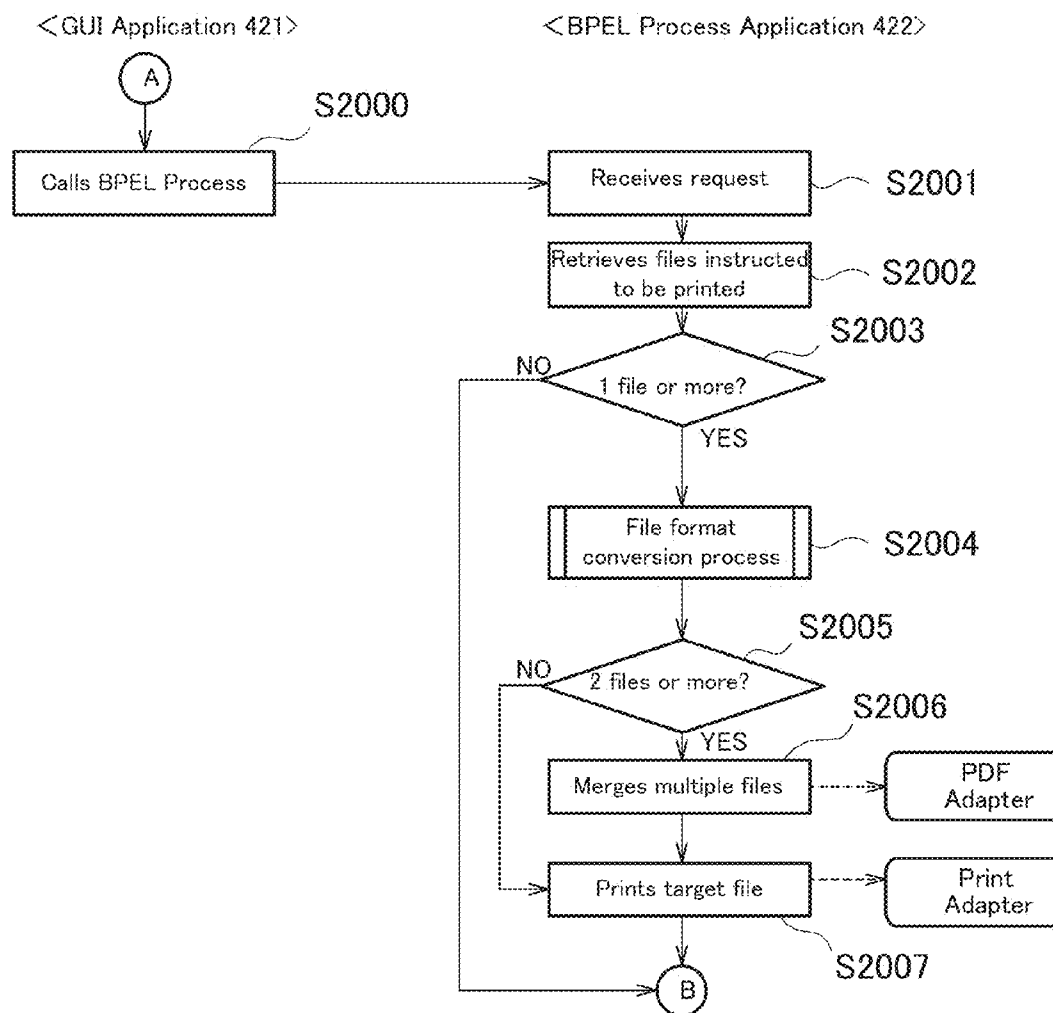 <GUI Application 421>
<BPEL Process Application 422>
A
S2000
Calls BPEL Process
Receives request
S2001
Retrieves files instructed
to be printed
S2002
S2003
NO
1 file or more?
YES
File format
conversion process
S2004
S2005
NO
2 files or more?
S2006
YES
Merges multiple files
PDF
Adapter
Prints target file
Print
Adapter
S2007
B